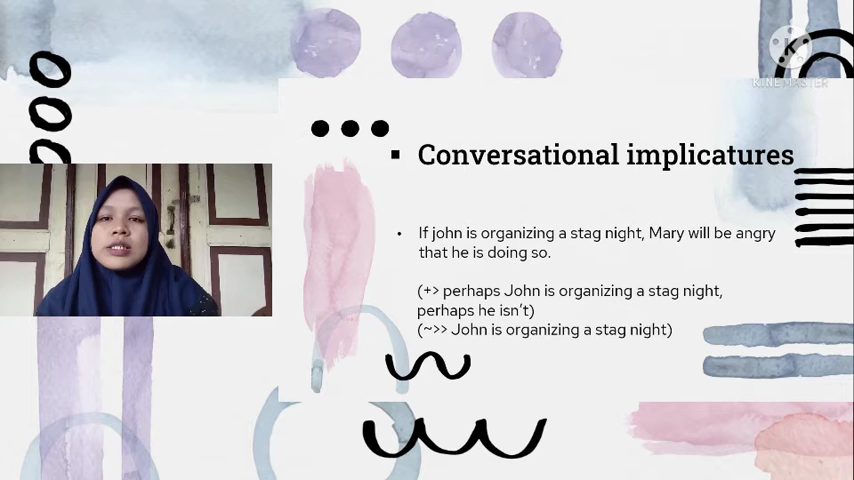 KINEMASTER
▪ Conversational implicatures
• If john is organizing a stag night, Mary will be angry
that he is doing so.
(+> perhaps John is organizing a stag night,
perhaps he isn’t)
(~>> John is organizing a stag night)